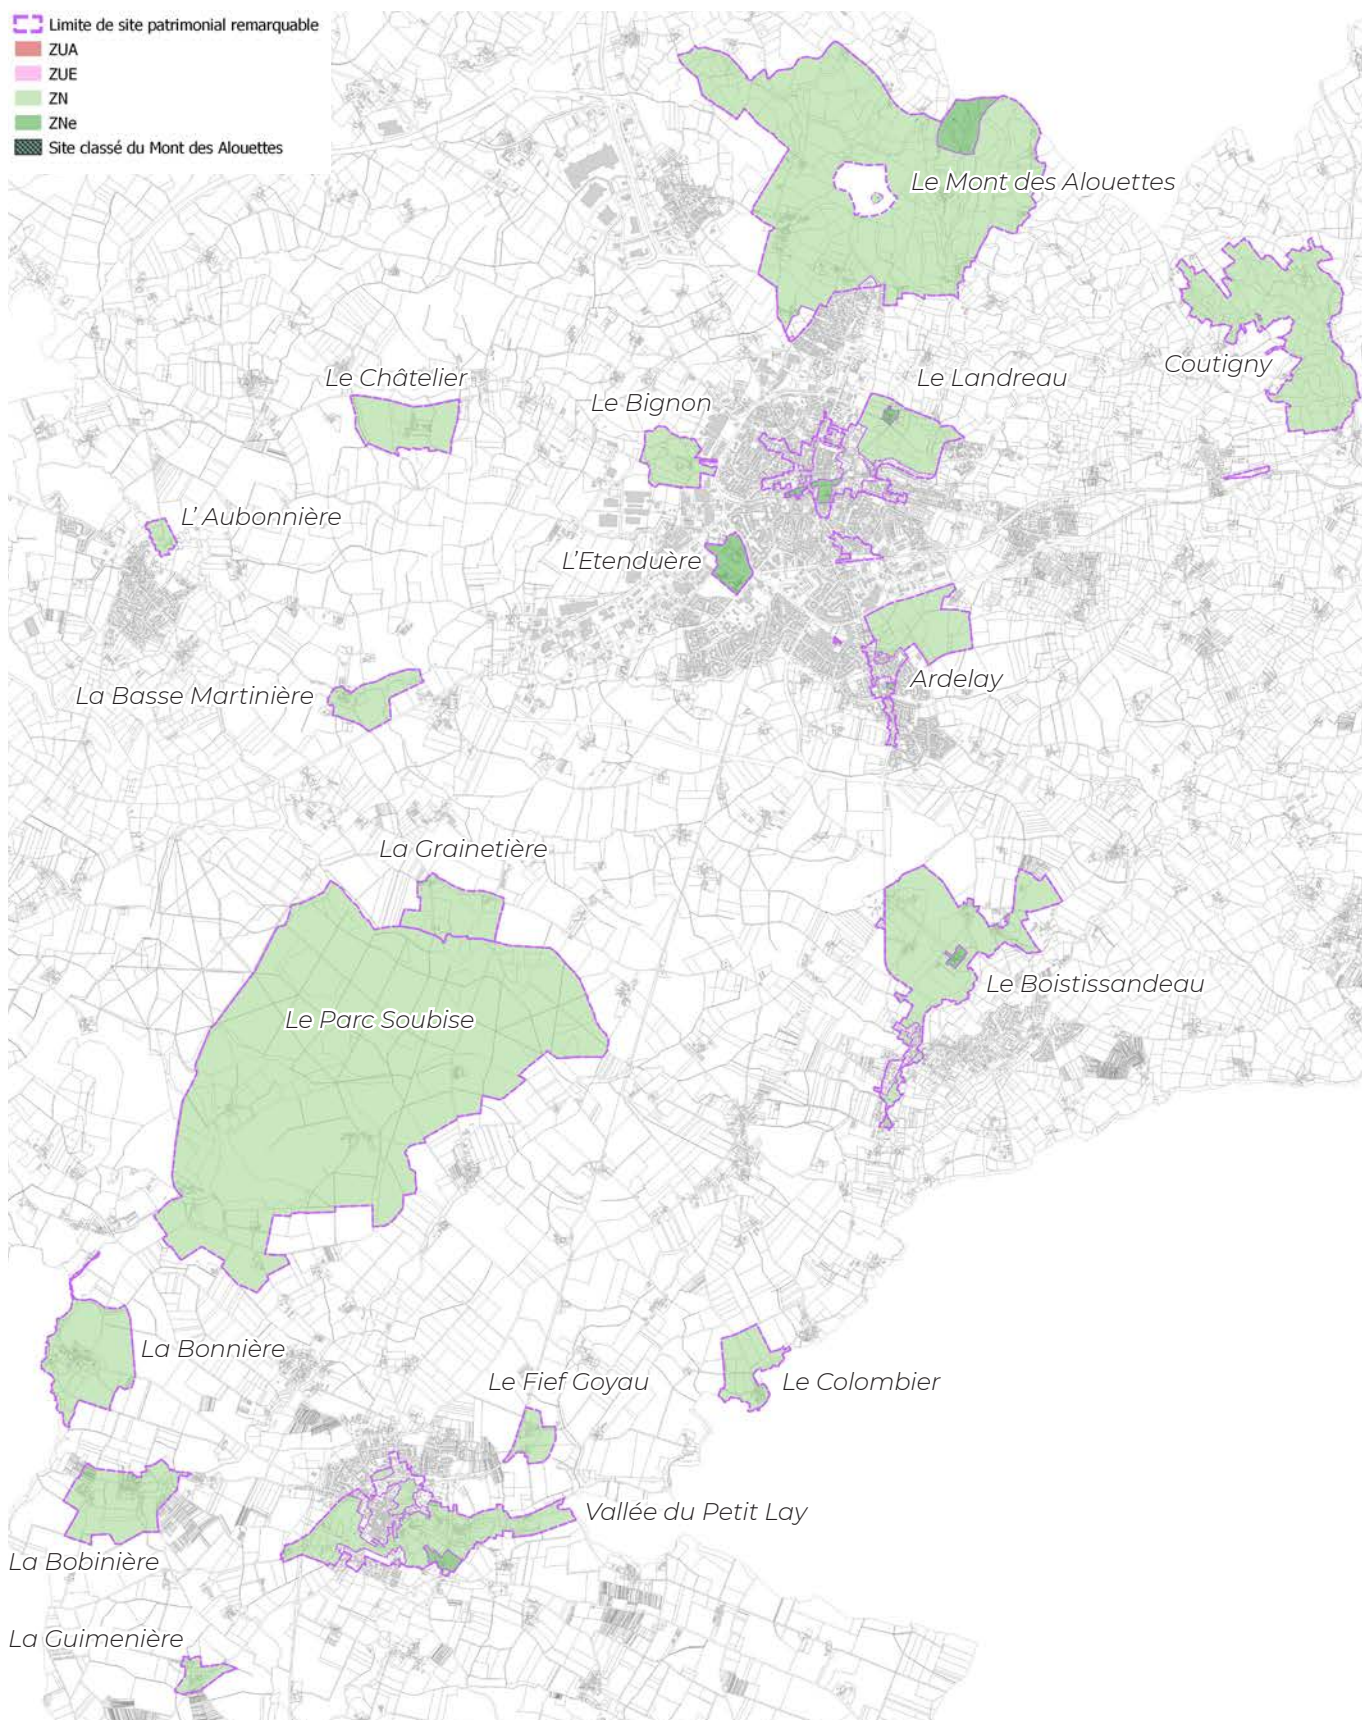 Limite de site patrimonial remarquable
ZUA
ZUE
ZN
ZNe
Site classé du Mont des Alouettes
Le Mont des Alouettes
Coutigny
Le Châtelier
Le Landreau
Le Bignon
L' Aubonnière
L'Etenduère
Ardelay
La Basse Martinière
La Grainetière
Le Boistissandeau
Le Parc Soubise
La Bonnière
Le Fief Goyau
Le Colombier
Vallée du Petit Lay
La Bobinière
La Guimenière